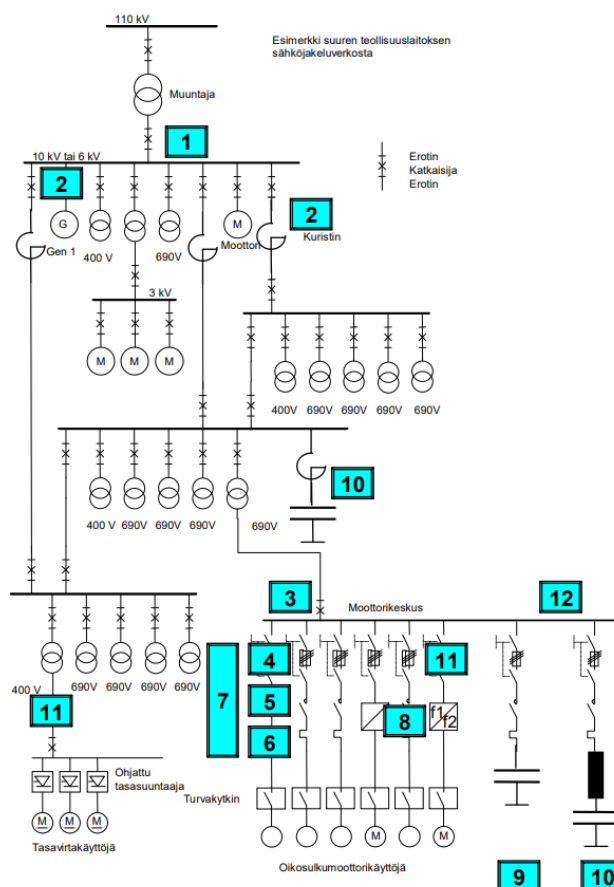 110 kV
Esimerkki suuren teollisuuslaitoksen
sähköjakeluverkosta
Muuntaja
1
10 kV tai 6 kV
Erotin
Katkaisija
Erotin
2
2
G
M
Kuristin
Gen 1
400 V
690V
Moottori
3 kV
M
M
M
400V
690V
690V
690V
690V
10
400 V
690V
690V
690V
690V
3
Moottorikeskus
12
4
11
7
5
400 V
690V
690V
690V
690V
11
8
f1
f2
6
Ohjattu
tasasuuntaaja
Turvakytkin
M
M
M
M
M
Tasavirtakäyttöjä
Oikosulkumoottorikäyttöjä
9
10